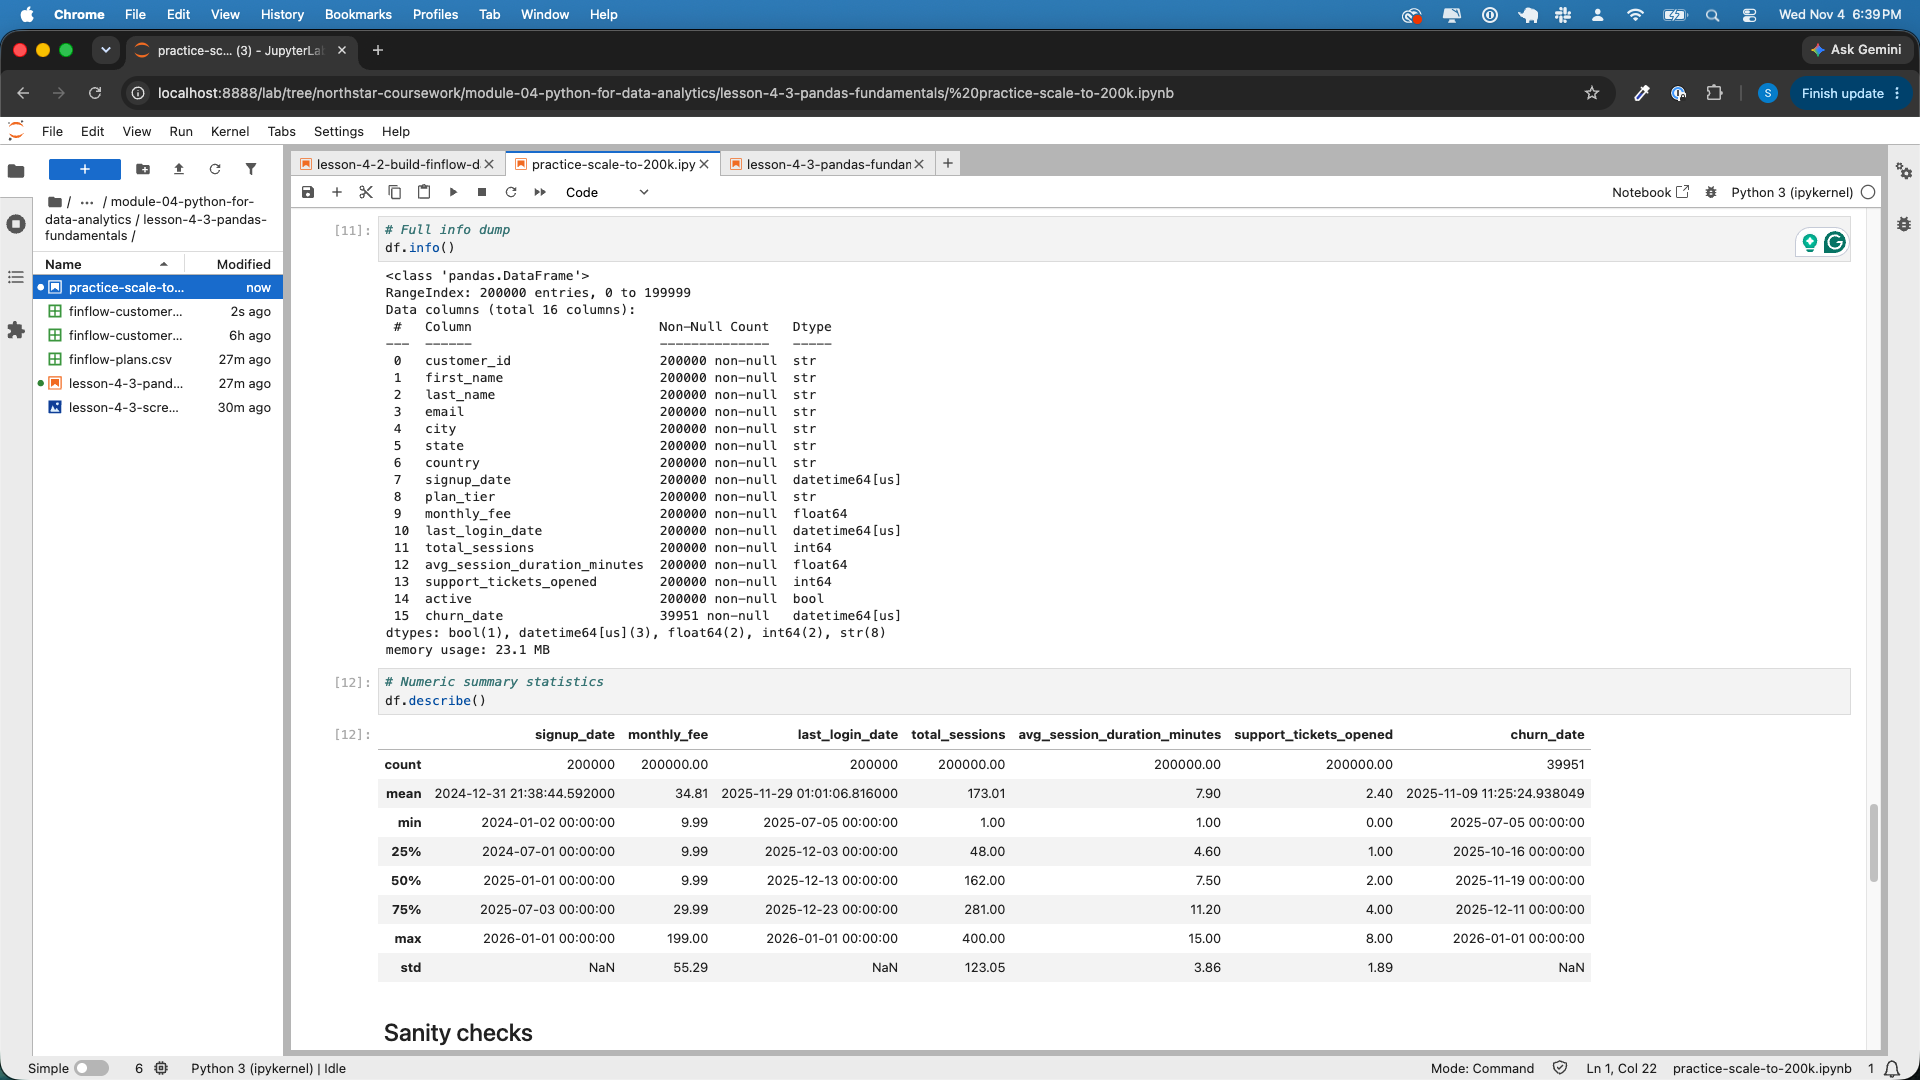 Chrome File Edit View History Bookmarks Profiles Tab Window Help Wed Nov 4 6:39 PM
practice-sc... (3) - JupyterLa Ask Gemini
localhost:8888/lab/tree/northstar-coursework/module-04-python-for-data-analytics/lesson-4-3-pandas-fundamentals/%20practice-scale-to-200k.ipynb S Finish update
File Edit View Run Kernel Tabs Settings Help
lesson-4-2-build-finflow-d practice-scale-to-200k.ipy lesson-4-3-pandas-fundan
Code Notebook Python 3 (ipykernel)
/ ... / module-04-python-for-
data-analytics / lesson-4-3-pandas-
fundamentals /
Name Modified
practice-scale-to... now
finflow-customer... 2s ago
finflow-customer... 6h ago
finflow-plans.csv 27m ago
lesson-4-3-pand... 27m ago
lesson-4-3-scre... 30m ago
[11]: # Full info dump
df.info()
<class 'pandas.DataFrame'>
RangeIndex: 200000 entries, 0 to 199999
Data columns (total 16 columns):
# Column Non-Null Count Dtype
--- ------ -------------- -----
0 customer_id 200000 non-null str
1 first_name 200000 non-null str
2 last_name 200000 non-null str
3 email 200000 non-null str
4 city 200000 non-null str
5 state 200000 non-null str
6 country 200000 non-null str
7 signup_date 200000 non-null datetime64[us]
8 plan_tier 200000 non-null str
9 monthly_fee 200000 non-null float64
10 last_login_date 200000 non-null datetime64[us]
11 total_sessions 200000 non-null int64
12 avg_session_duration_minutes 200000 non-null float64
13 support_tickets_opened 200000 non-null int64
14 active 200000 non-null bool
15 churn_date 39951 non-null datetime64[us]
dtypes: bool(1), datetime64[us](3), float64(2), int64(2), str(8)
memory usage: 23.1 MB
[12]: # Numeric summary statistics
df.describe()
[12]: signup_date monthly_fee last_login_date total_sessions avg_session_duration_minutes support_tickets_opened churn_date
count 200000 200000.00 200000 200000.00 200000.00 200000.00 39951
mean 2024-12-31 21:38:44.592000 34.81 2025-11-29 01:01:06.816000 173.01 7.90 2.40 2025-11-09 11:25:24.938049
min 2024-01-02 00:00:00 9.99 2025-07-05 00:00:00 1.00 1.00 0.00 2025-07-05 00:00:00
25% 2024-07-01 00:00:00 9.99 2025-12-03 00:00:00 48.00 4.60 1.00 2025-10-16 00:00:00
50% 2025-01-01 00:00:00 9.99 2025-12-13 00:00:00 162.00 7.50 2.00 2025-11-19 00:00:00
75% 2025-07-03 00:00:00 29.99 2025-12-23 00:00:00 281.00 11.20 4.00 2025-12-11 00:00:00
max 2026-01-01 00:00:00 199.00 2026-01-01 00:00:00 400.00 15.00 8.00 2026-01-01 00:00:00
std NaN 55.29 NaN 123.05 3.86 1.89 NaN
Sanity checks
Simple 6 Python 3 (ipykernel) | Idle Mode: Command Ln 1, Col 22 practice-scale-to-200k.ipynb 1